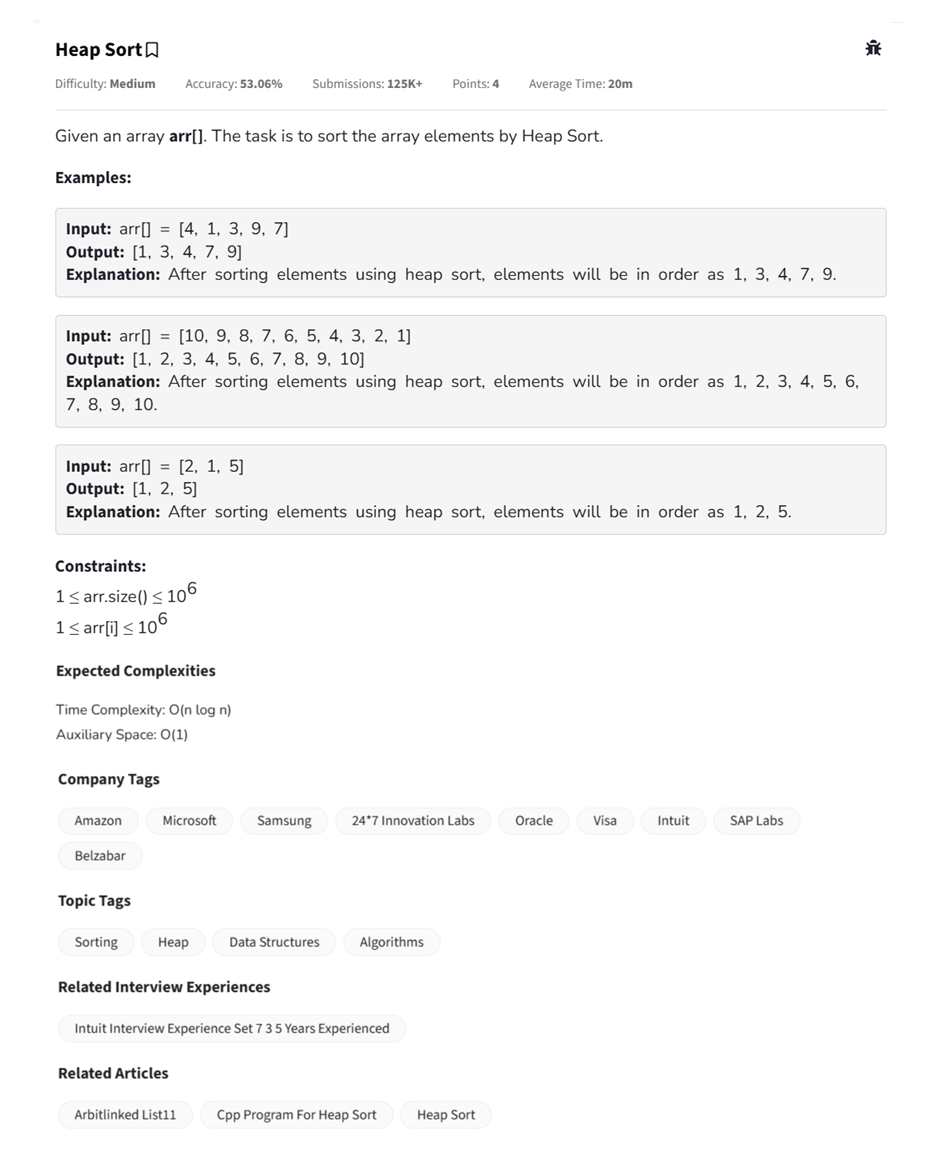 Heap Sort
Difficulty: Medium Accuracy: 53.06% Submissions: 125K+ Points: 4 Average Time: 20m
Given an array arr[]. The task is to sort the array elements by Heap Sort.
Examples:
Input: arr[] = [4, 1, 3, 9, 7]
Output: [1, 3, 4, 7, 9]
Explanation: After sorting elements using heap sort, elements will be in order as 1, 3, 4, 7, 9.
Input: arr[] = [10, 9, 8, 7, 6, 5, 4, 3, 2, 1]
Output: [1, 2, 3, 4, 5, 6, 7, 8, 9, 10]
Explanation: After sorting elements using heap sort, elements will be in order as 1, 2, 3, 4, 5, 6,
7, 8, 9, 10.
Input: arr[] = [2, 1, 5]
Output: [1, 2, 5]
Explanation: After sorting elements using heap sort, elements will be in order as 1, 2, 5.
Constraints:
1 ≤ arr.size() ≤ 10⁶
1 ≤ arr[i] ≤ 10⁶
Expected Complexities
Time Complexity: O(n log n)
Auxiliary Space: O(1)
Company Tags
Amazon Microsoft Samsung 24*7 Innovation Labs Oracle Visa Intuit SAP Labs
Belzabar
Topic Tags
Sorting Heap Data Structures Algorithms
Related Interview Experiences
Intuit Interview Experience Set 7 3 5 Years Experienced
Related Articles
Arbitlinked List11 Cpp Program For Heap Sort Heap Sort